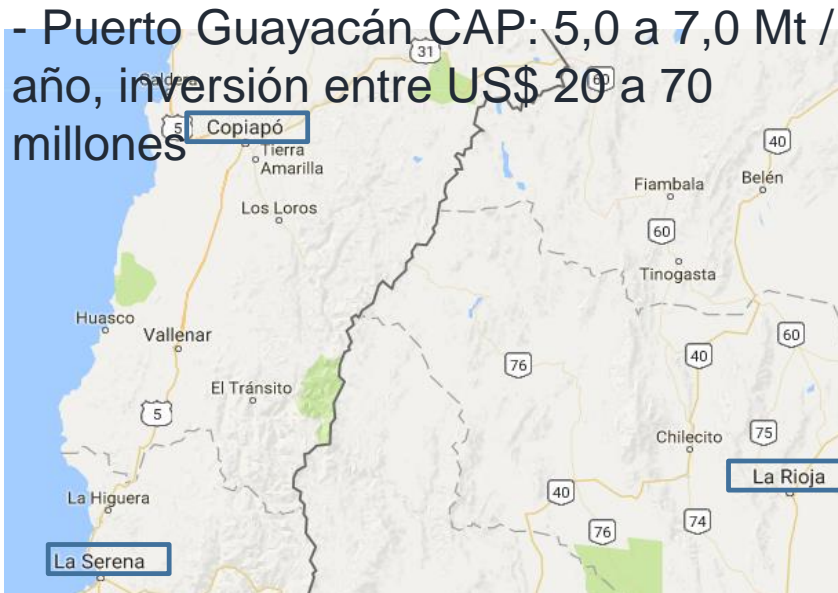 - Puerto Guayacán CAP: 5,0 a 7,0 Mt /
año, inversión entre US$ 20 a 70
millones
31
Caldera
60
5
Copiapó
40
Tierra
Amarilla
Fiambala
Belén
Los Loros
60
Tinogasta
Huasco
Vallenar
60
40
76
El Tránsito
5
75
Chilecito
La Rioja
La Higuera
40
74
76
La Serena